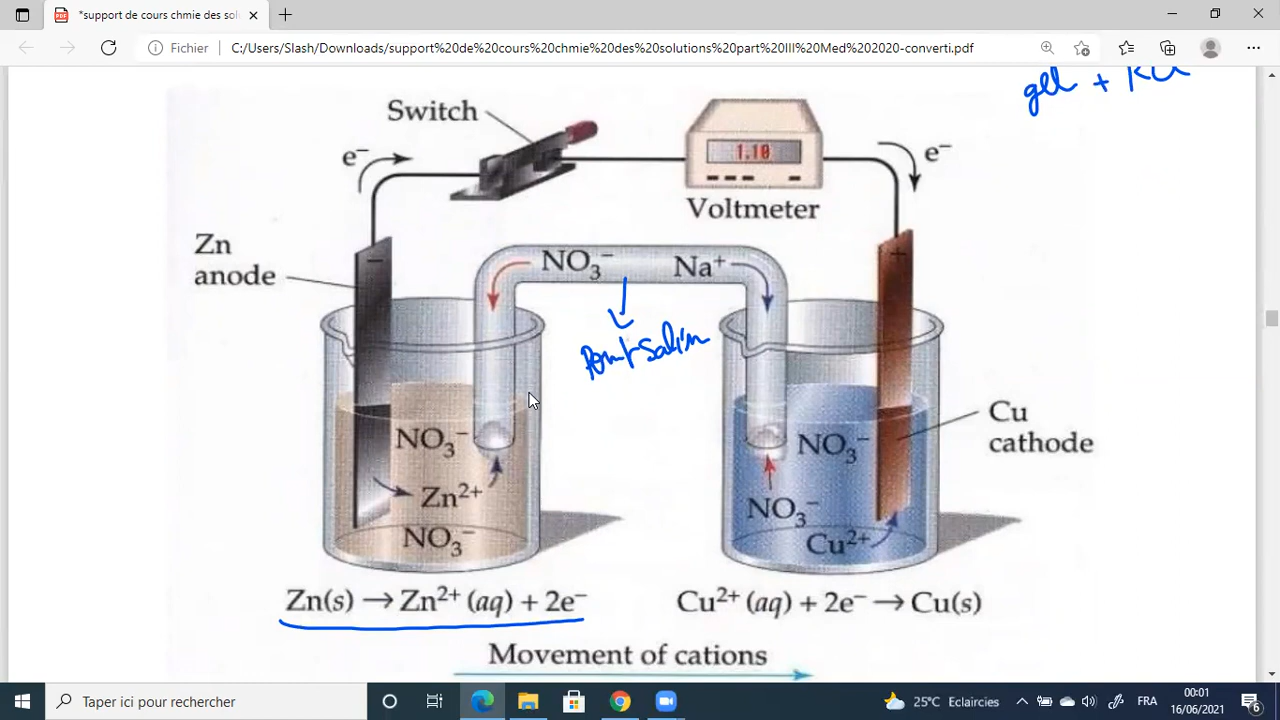 *support de cours chmie des sol
Fichier
C:/Users/Slash/Downloads/support%20de%20cours%20chmie%20des%20solutions%20part%20III%20Med%202020-converti.pdf
gel + KCl
Switch
e⁻
1.10
e⁻
Voltmeter
Zn
anode
−
NO₃⁻
Na⁺
+
Pont Salin
Cu
cathode
NO₃⁻
NO₃⁻
Zn²⁺
NO₃⁻
NO₃⁻
Cu²⁺
Zn(s) → Zn²⁺ (aq) + 2e⁻
Cu²⁺ (aq) + 2e⁻ → Cu(s)
Movement of cations
Taper ici pour rechercher
25°C Eclaircies
FRA
00:01
16/06/2021
6